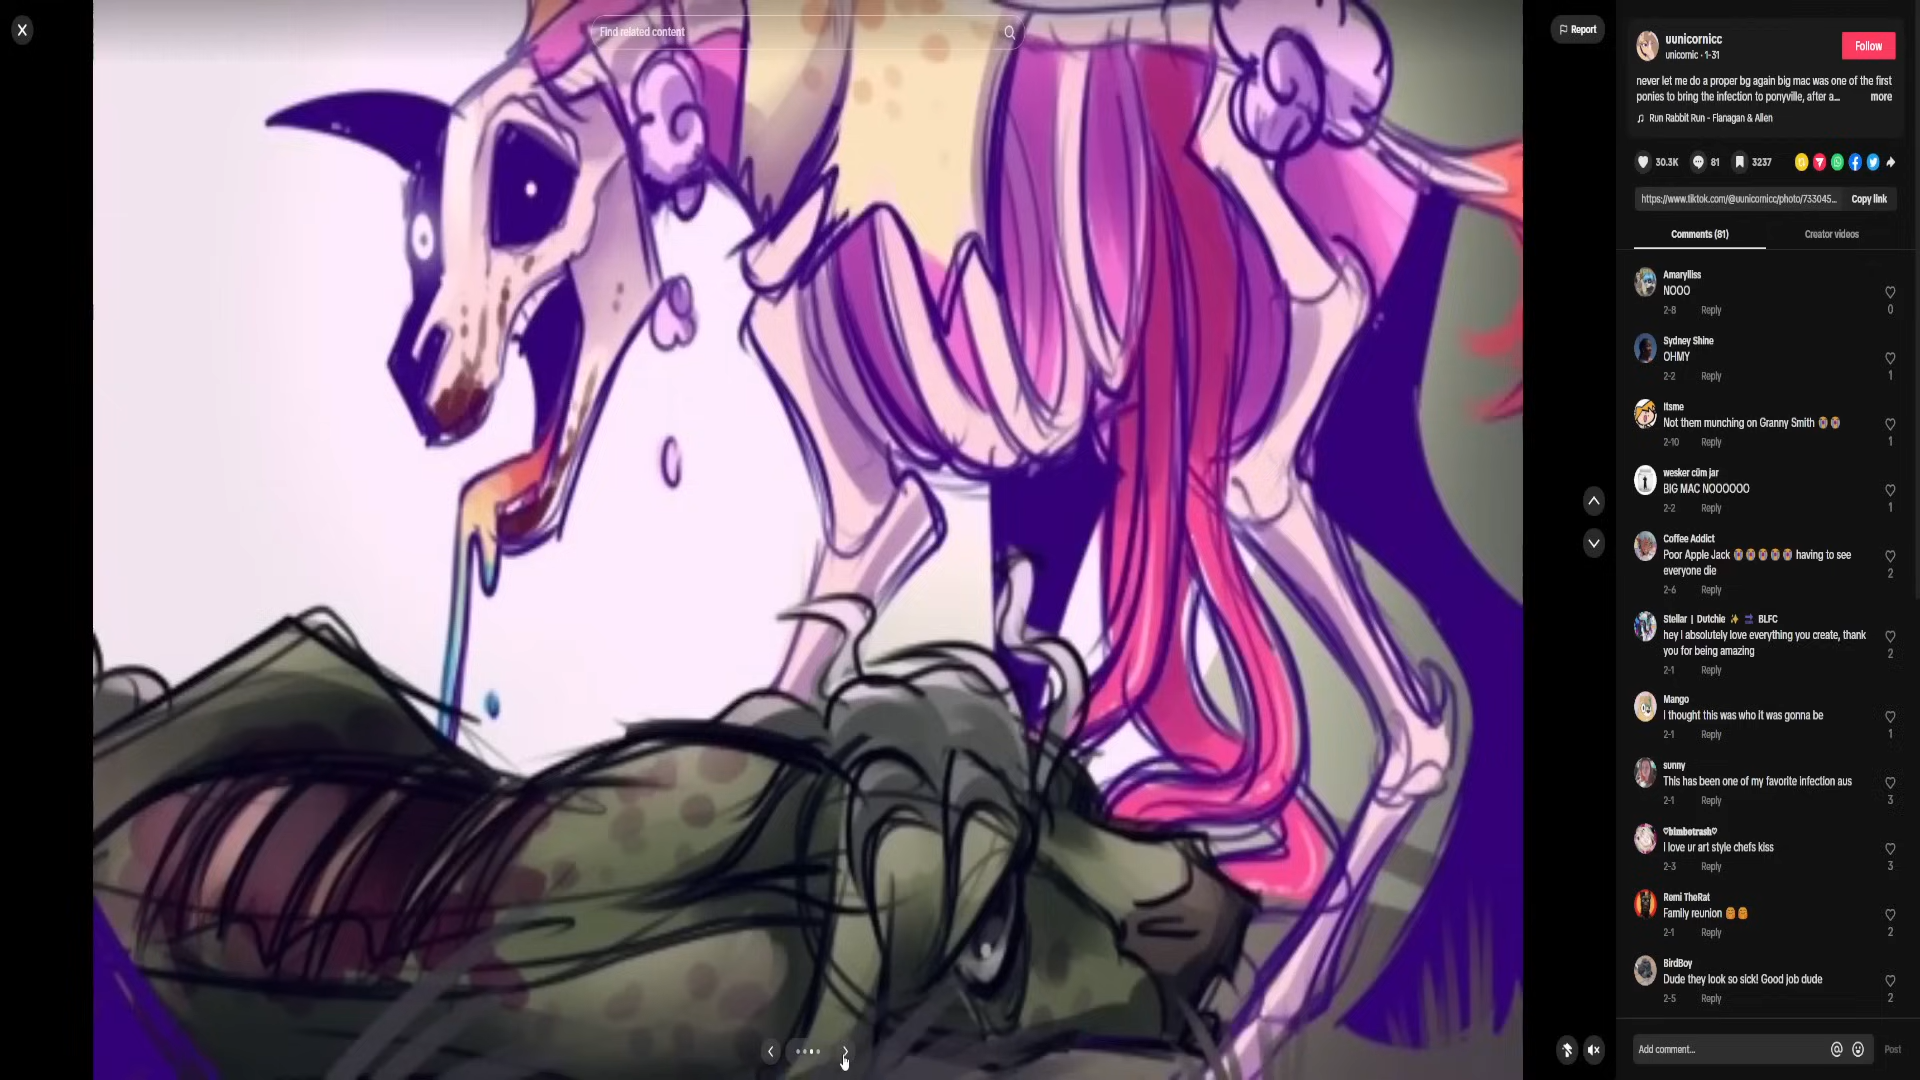 Find related content
Report
uunicornicc
unicornic · 1-31
Follow
never let me do a proper bg again big mac was one of the first
ponies to bring the infection to ponyville, after a...
more
Run Rabbit Run - Flanagan & Allen
30.3K
81
3237
https://www.tiktok.com/@uunicornicc/photo/733045...
Copy link
Comments (81)
Creator videos
Amarylliss
NOOO
2-8 Reply
0
Sydney Shine
OHMY
2-2 Reply
1
Itsme
Not them munching on Granny Smith 😭😭
2-10 Reply
1
wesker cüm jar
BIG MAC NOOOOOO
2-2 Reply
1
Coffee Addict
Poor Apple Jack 😭😭😭😭😭 having to see
everyone die
2-6 Reply
2
Stellar | Dutchie ✨ 🔜 BLFC
hey I absolutely love everything you create, thank
you for being amazing
2-1 Reply
2
Mango
I thought this was who it was gonna be
2-1 Reply
1
sunny
This has been one of my favorite infection aus
2-1 Reply
3
♡bimbotrash♡
I love ur art style chefs kiss
2-3 Reply
3
Romi TheRat
Family reunion
2-1 Reply
2
BirdBoy
Dude they look so sick! Good job dude
2-5 Reply
2
Add comment...
Post